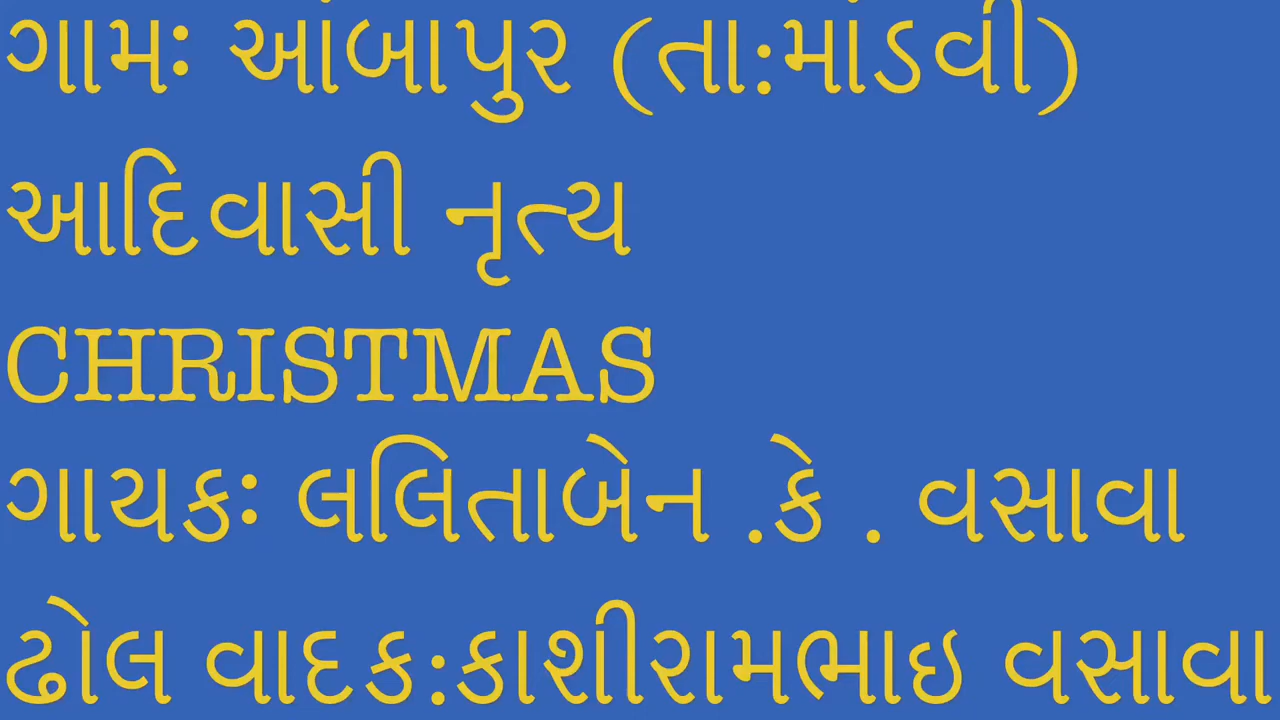 ગામઃ આંબાપુર (તા:માંડવી)
આદિવાસી નૃત્ય
CHRISTMAS
ગાયકઃ લલિતાબેન .કે . વસાવા
ઢોલ વાદક:કાશીરામભાઇ વસાવા